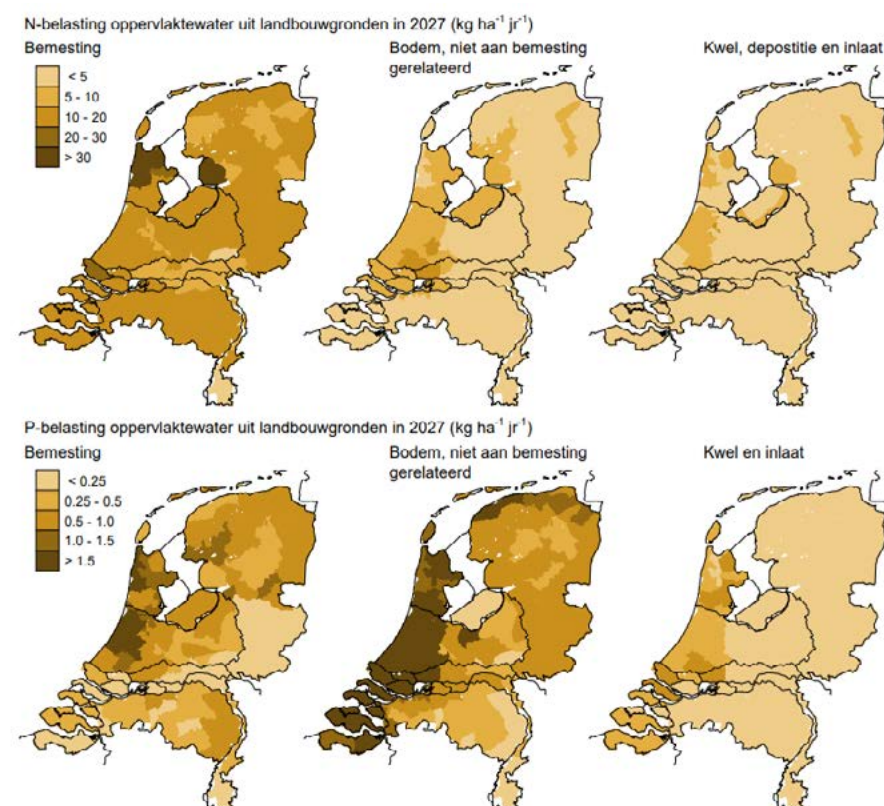 N-belasting oppervlaktewater uit landbouwgronden in 2027 (kg ha⁻¹ jr⁻¹)
Bemesting
Bodem, niet aan bemesting
gerelateerd
Kwel, depostitie en inlaat
< 5
5 - 10
10 - 20
20 - 30
> 30
P-belasting oppervlaktewater uit landbouwgronden in 2027 (kg ha⁻¹ jr⁻¹)
Bemesting
Bodem, niet aan bemesting
gerelateerd
Kwel en inlaat
< 0.25
0.25 - 0.5
0.5 - 1.0
1.0 - 1.5
> 1.5